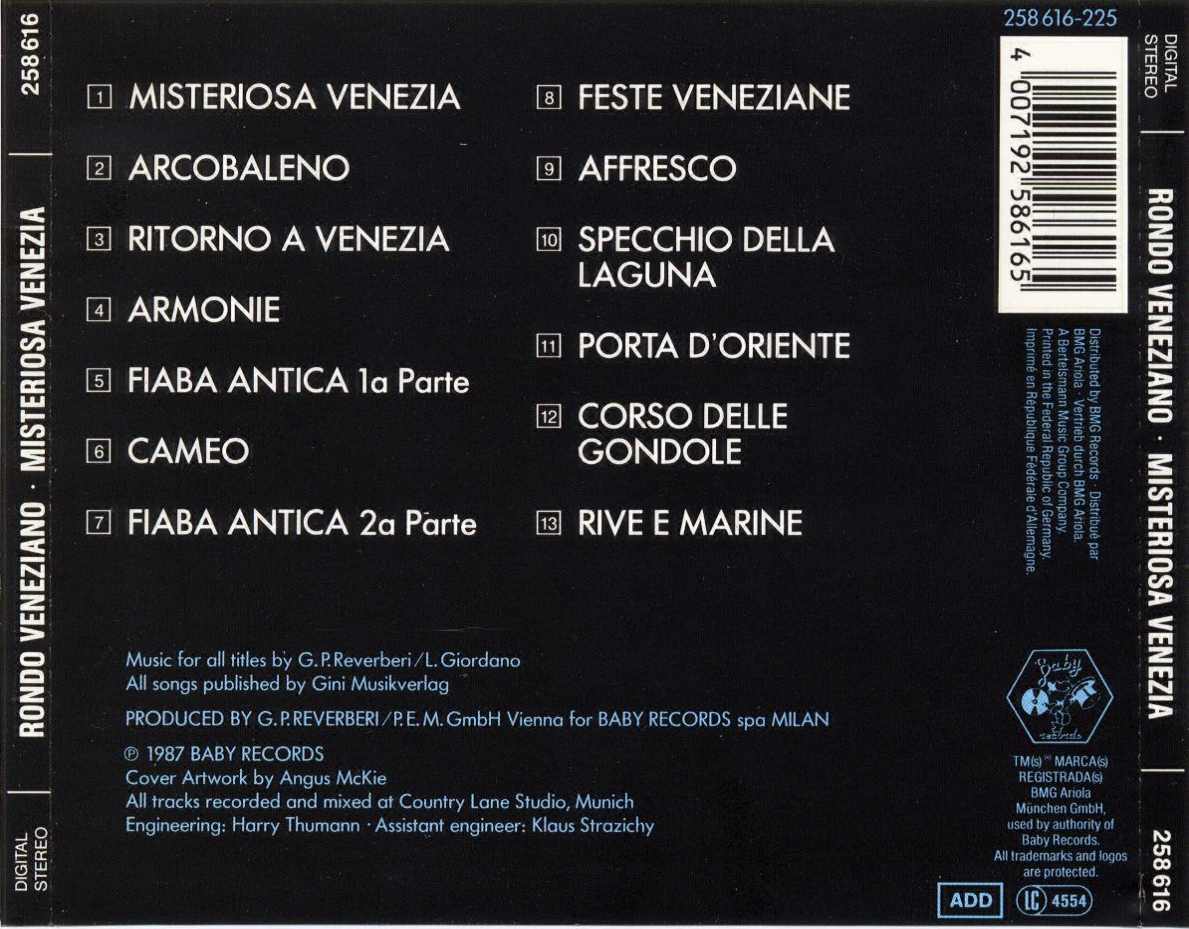 258 616
RONDO VENEZIANO · MISTERIOSA VENEZIA
DIGITAL
STEREO
1 MISTERIOSA VENEZIA
2 ARCOBALENO
3 RITORNO A VENEZIA
4 ARMONIE
5 FIABA ANTICA 1a Parte
6 CAMEO
7 FIABA ANTICA 2a Parte
8 FESTE VENEZIANE
9 AFFRESCO
10 SPECCHIO DELLA
LAGUNA
11 PORTA D'ORIENTE
12 CORSO DELLE
GONDOLE
13 RIVE E MARINE
Music for all titles by G.P.Reverberi/L.Giordano
All songs published by Gini Musikverlag
PRODUCED BY G.P.REVERBERI/P.E.M.GmbH Vienna for BABY RECORDS spa MILAN
℗ 1987 BABY RECORDS
Cover Artwork by Angus McKie
All tracks recorded and mixed at Country Lane Studio, Munich
Engineering: Harry Thumann · Assistant engineer: Klaus Strazichy
258 616-225
4 007192 586165
Distributed by BMG Records · Distribué par
BMG Ariola · Vertrieb durch BMG Ariola.
A Bertelsmann Music Group Company.
Printed in the Federal Republic of Germany.
Imprimé en République Fédérale d'Allemagne.
baby
records
TM(s) ® MARCA(s)
REGISTRADA(s)
BMG Ariola
München GmbH,
used by authority of
Baby Records.
All trademarks and logos
are protected.
ADD
LC 4554
DIGITAL
STEREO
RONDO VENEZIANO · MISTERIOSA VENEZIA
258 616